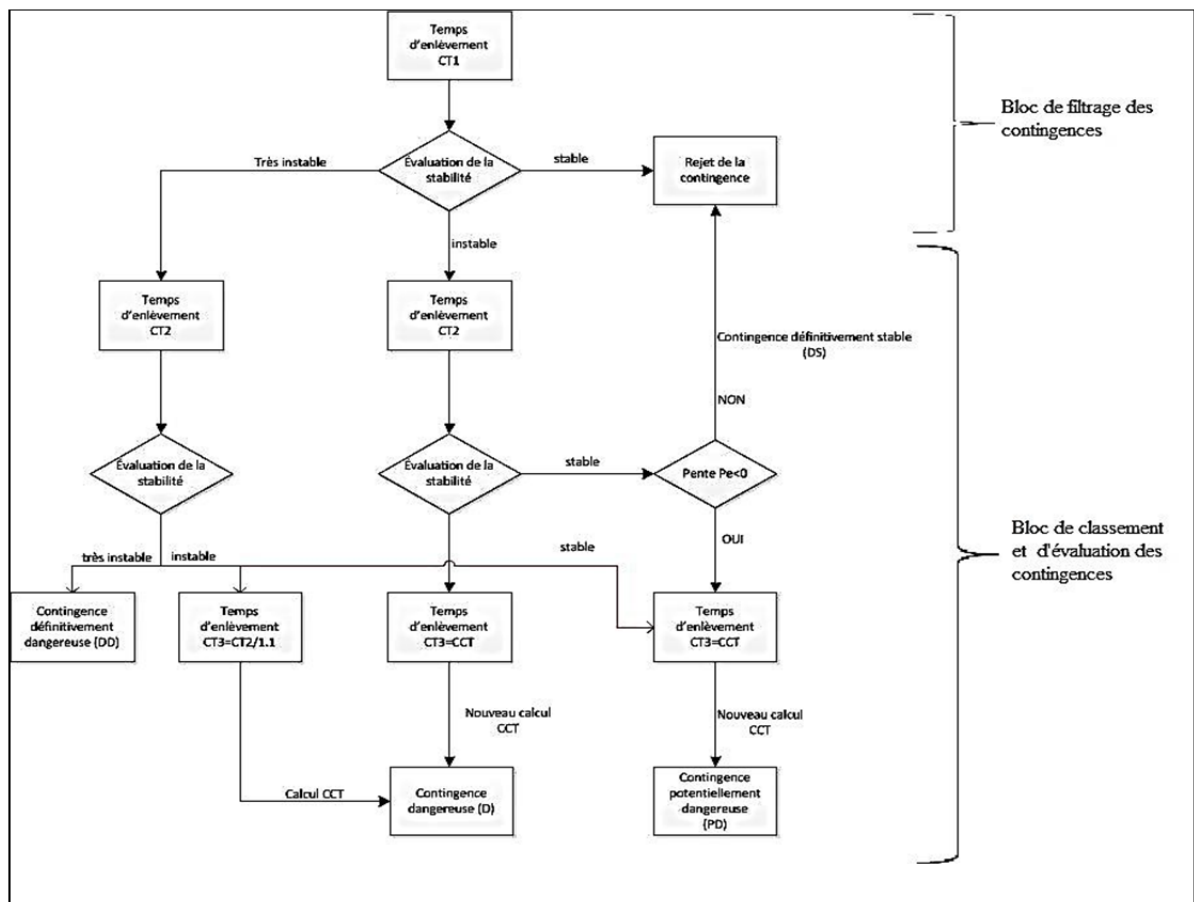 Temps
d'enlèvement
CT1
Bloc de filtrage des
contingences
Très instable
Évaluation de la
stabilité
stable
Rejet de la
contingence
instable
Temps
d'enlèvement
CT2
Temps
d'enlèvement
CT2
Contingence définitivement stable
(DS)
NON
Évaluation de la
stabilité
Évaluation de la
stabilité
stable
Pente Pe<0
Bloc de classement
et d'évaluation des
contingences
OUI
très instable
instable
stable
Contingence
définitivement
dangereuse (DD)
Temps
d'enlèvement
CT3=CT2/1.1
Temps
d'enlèvement
CT3=CCT
Temps
d'enlèvement
CT3=CCT
Nouveau calcul
CCT
Nouveau calcul
CCT
Calcul CCT
Contingence
dangereuse (D)
Contingence
potentiellement
dangereuse
(PD)